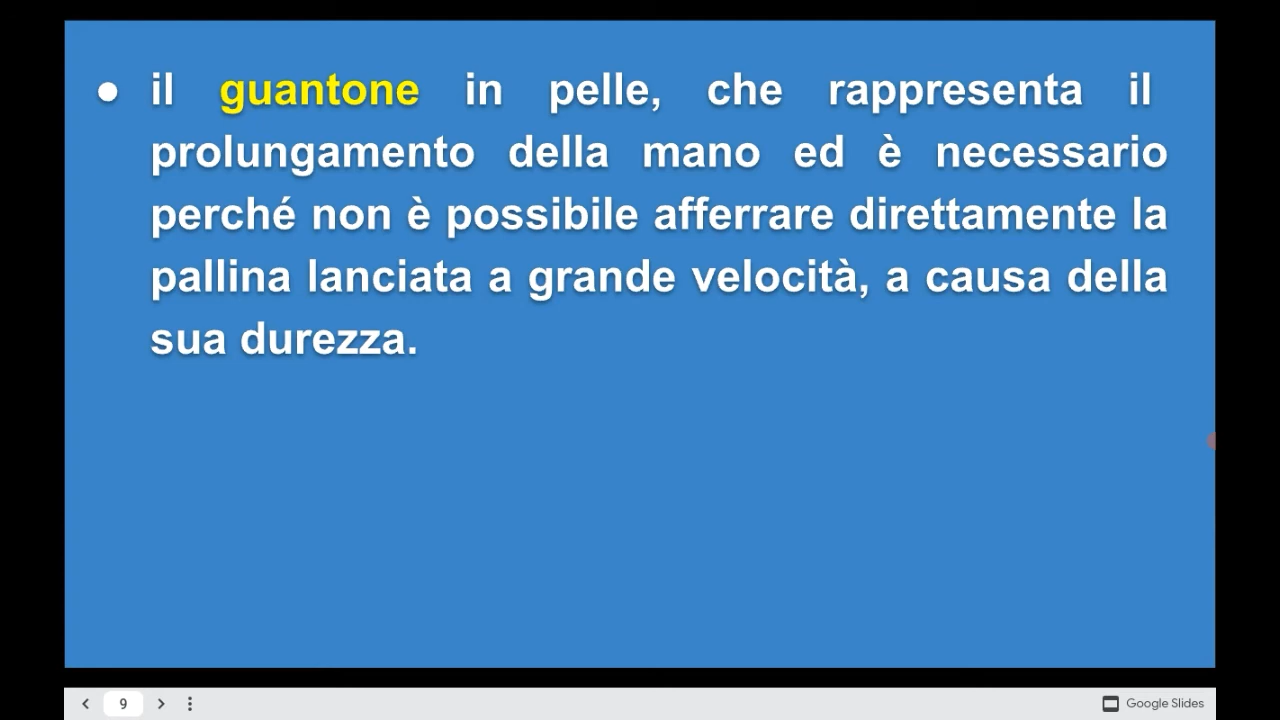 ● il guantone in pelle, che rappresenta il
prolungamento della mano ed è necessario
perché non è possibile afferrare direttamente la
pallina lanciata a grande velocità, a causa della
sua durezza.
9
Google Slides